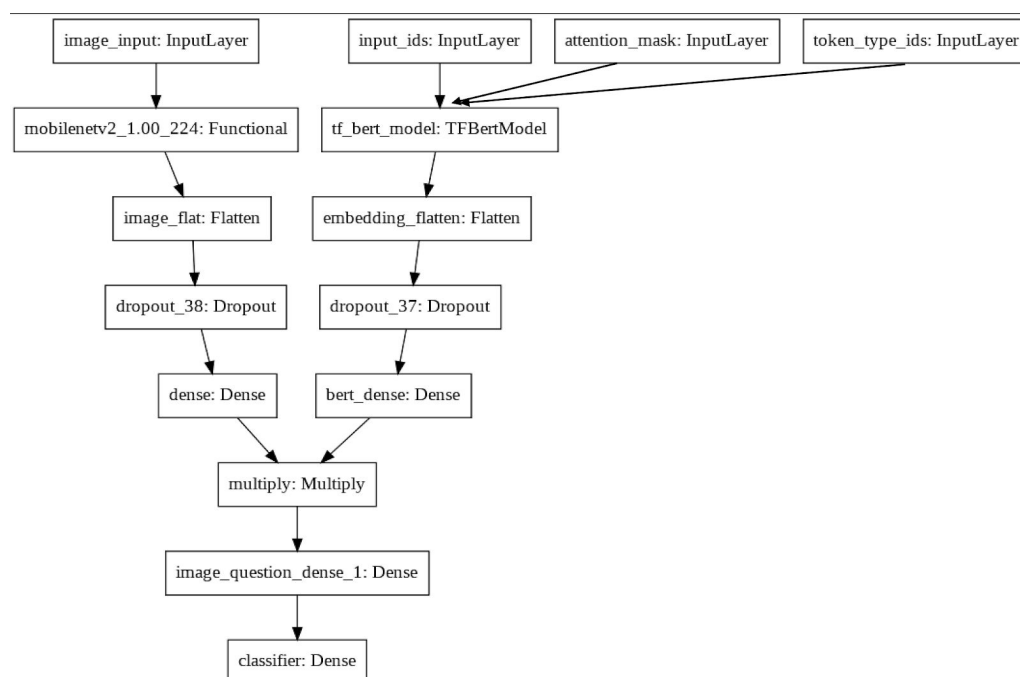 image_input: InputLayer
input_ids: InputLayer
attention_mask: InputLayer
token_type_ids: InputLayer
mobilenetv2_1.00_224: Functional
tf_bert_model: TFBertModel
image_flat: Flatten
embedding_flatten: Flatten
dropout_38: Dropout
dropout_37: Dropout
dense: Dense
bert_dense: Dense
multiply: Multiply
image_question_dense_1: Dense
classifier: Dense